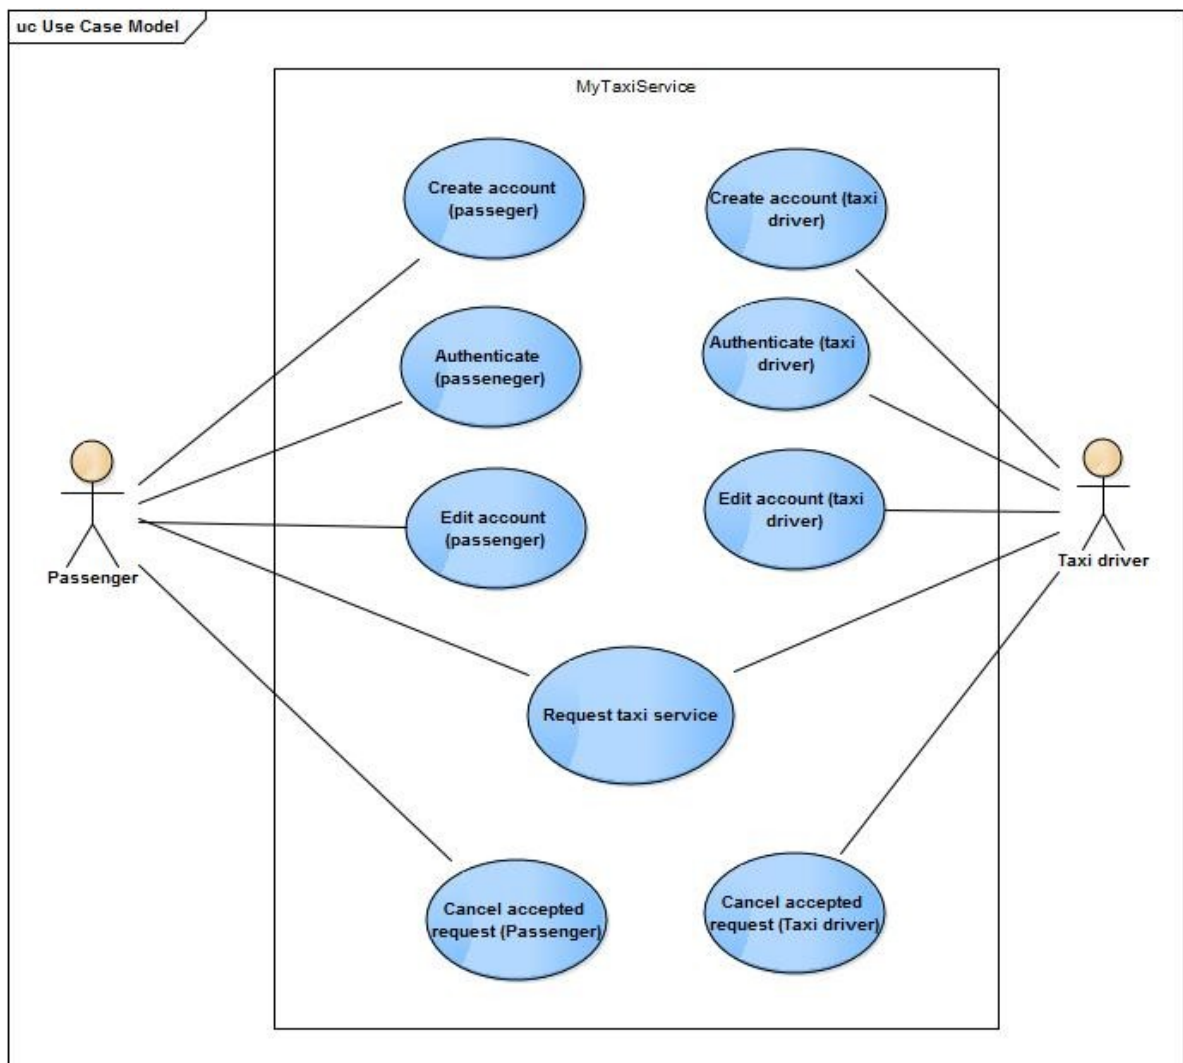 uc Use Case Model
MyTaxiService
Create account
(passeger)
Create account (taxi
driver)
Authenticate
(passeneger)
Authenticate (taxi
driver)
Edit account
(passenger)
Edit account (taxi
driver)
Passenger
Taxi driver
Request taxi service
Cancel accepted
request (Passenger)
Cancel accepted
request (Taxi driver)